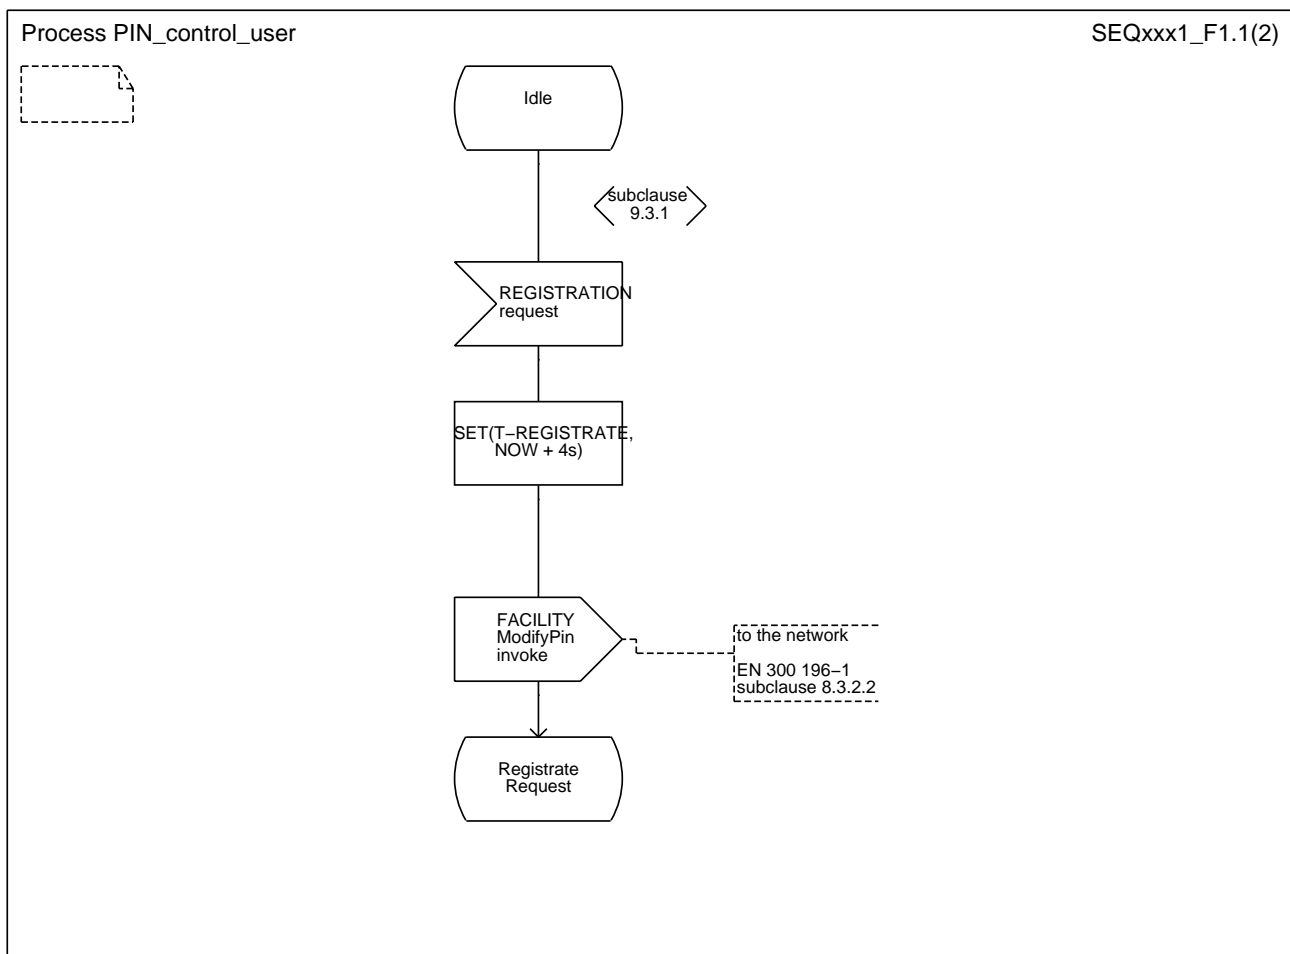 Process PIN_control_user
SEQxxx1_F1.1(2)
Idle
subclause
9.3.1
REGISTRATION
request
SET(T−REGISTRATE,
NOW + 4s)
FACILITY
ModifyPin
invoke
to the network
EN 300 196−1
subclause 8.3.2.2
Registrate
Request